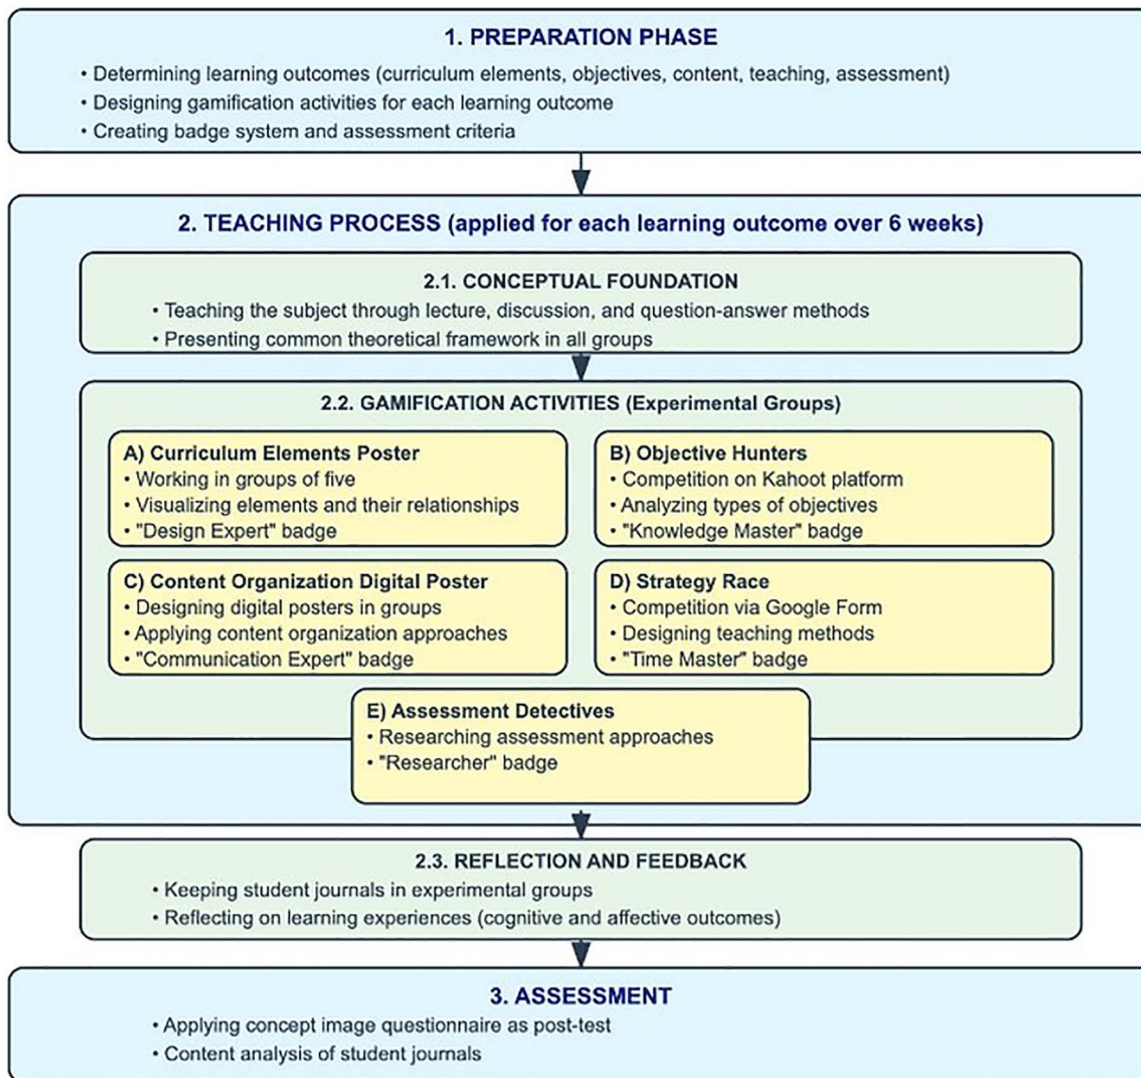 1. PREPARATION PHASE
• Determining learning outcomes (curriculum elements, objectives, content, teaching, assessment)
• Designing gamification activities for each learning outcome
• Creating badge system and assessment criteria
2. TEACHING PROCESS (applied for each learning outcome over 6 weeks)
2.1. CONCEPTUAL FOUNDATION
• Teaching the subject through lecture, discussion, and question-answer methods
• Presenting common theoretical framework in all groups
2.2. GAMIFICATION ACTIVITIES (Experimental Groups)
A) Curriculum Elements Poster
• Working in groups of five
• Visualizing elements and their relationships
• "Design Expert" badge
B) Objective Hunters
• Competition on Kahoot platform
• Analyzing types of objectives
• "Knowledge Master" badge
C) Content Organization Digital Poster
• Designing digital posters in groups
• Applying content organization approaches
• "Communication Expert" badge
D) Strategy Race
• Competition via Google Form
• Designing teaching methods
• "Time Master" badge
E) Assessment Detectives
• Researching assessment approaches
• "Researcher" badge
2.3. REFLECTION AND FEEDBACK
• Keeping student journals in experimental groups
• Reflecting on learning experiences (cognitive and affective outcomes)
3. ASSESSMENT
• Applying concept image questionnaire as post-test
• Content analysis of student journals